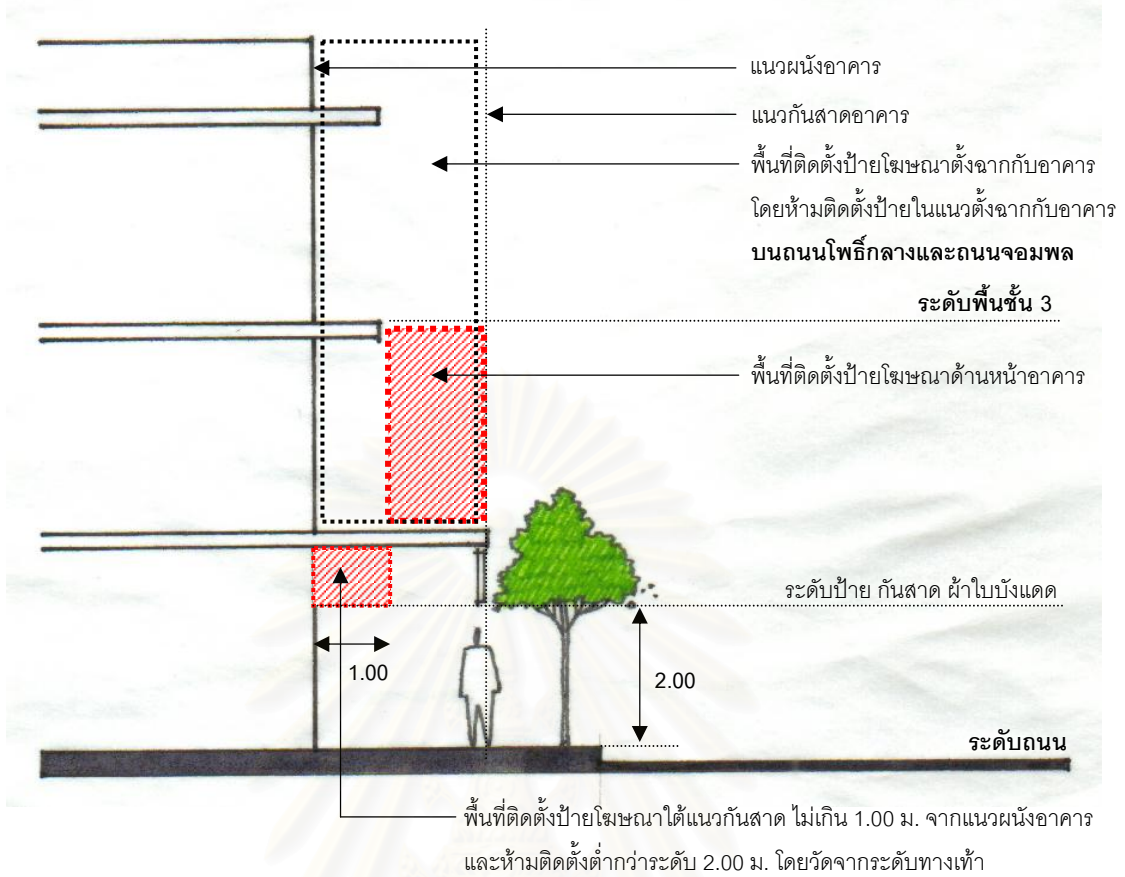 แนวผนังอาคาร
แนวกันสาดอาคาร
พื้นที่ติดตั้งป้ายโฆษณาตั้งฉากกับอาคาร
โดยห้ามติดตั้งป้ายในแนวตั้งฉากกับอาคาร
บนถนนโพธิ์กลางและถนนจอมพล
ระดับพื้นชั้น 3
พื้นที่ติดตั้งป้ายโฆษณาด้านหน้าอาคาร
ระดับป้าย กันสาด ผ้าใบบังแดด
1.00
2.00
ระดับถนน
พื้นที่ติดตั้งป้ายโฆษณาใต้แนวกันสาด ไม่เกิน 1.00 ม. จากแนวผนังอาคาร
และห้ามติดตั้งต่ำกว่าระดับ 2.00 ม. โดยวัดจากระดับทางเท้า